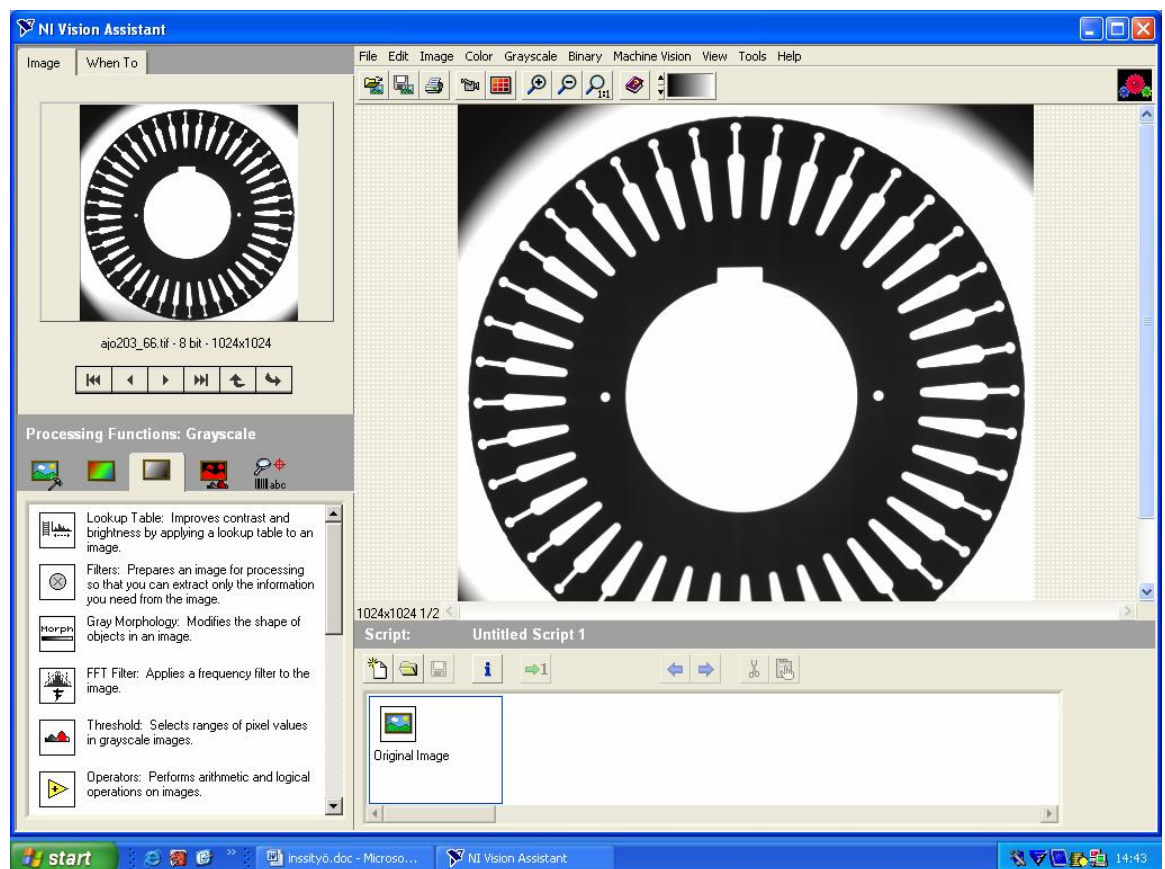 NI Vision Assistant
Image
When To
File Edit Image Color Grayscale Binary Machine Vision View Tools Help
1:1
ajo203_66.tif - 8 bit - 1024x1024
Processing Functions: Grayscale
abc
Lookup Table: Improves contrast and
brightness by applying a lookup table to an
image.
Filters: Prepares an image for processing
so that you can extract only the information
you need from the image.
Morph
Gray Morphology: Modifies the shape of
objects in an image.
FFT Filter: Applies a frequency filter to the
image.
Threshold: Selects ranges of pixel values
in grayscale images.
Operators: Performs arithmetic and logical
operations on images.
1024x1024 1/2
Script: Untitled Script 1
i
1
Original Image
start
inssityö.doc - Microso...
NI Vision Assistant
14:43